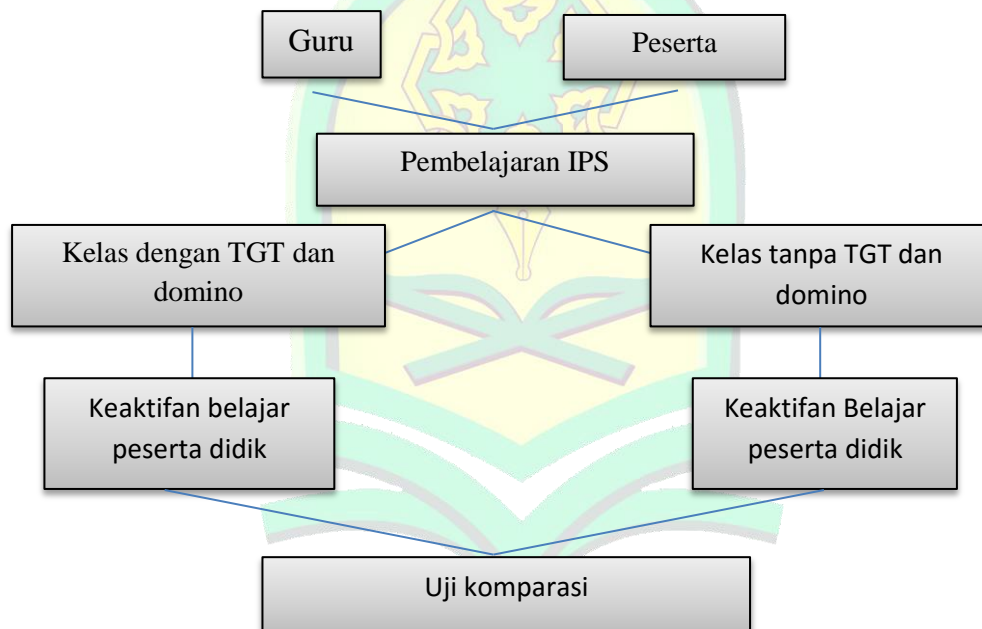 Guru
Peserta
Pembelajaran IPS
Kelas dengan TGT dan
domino
Kelas tanpa TGT dan
domino
Keaktifan belajar
peserta didik
Keaktifan Belajar
peserta didik
Uji komparasi